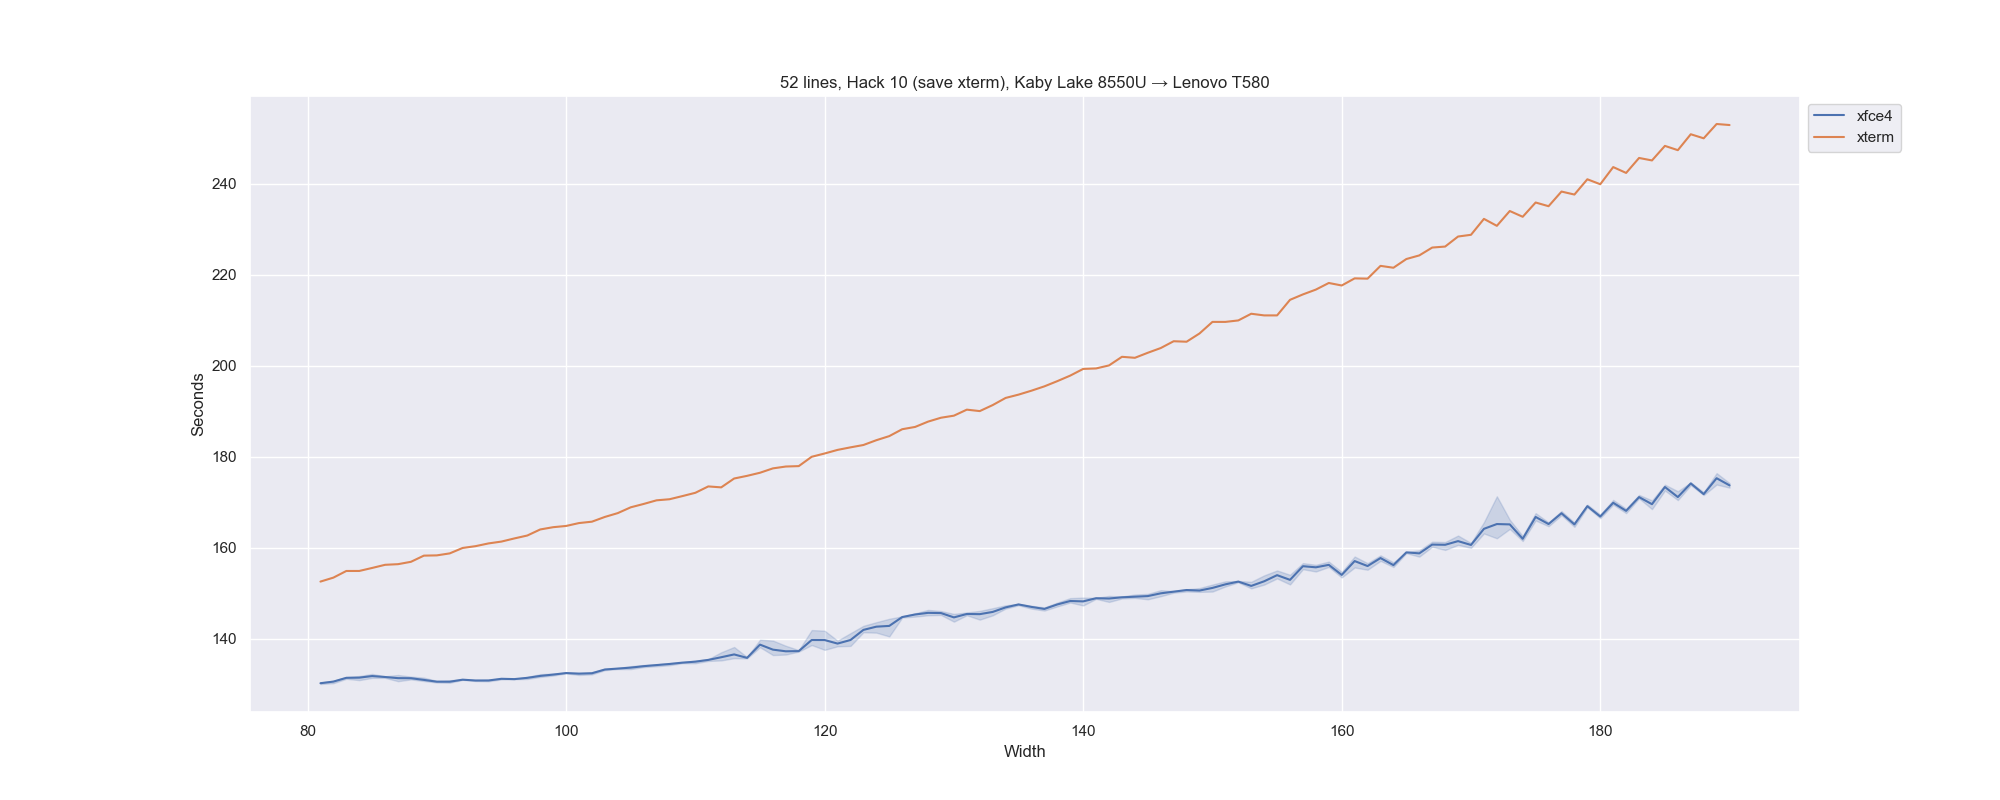 52 lines, Hack 10 (save xterm), Kaby Lake 8550U → Lenovo T580
xfce4
xterm
240
220
200
180
160
140
Seconds
80
100
120
140
160
180
Width